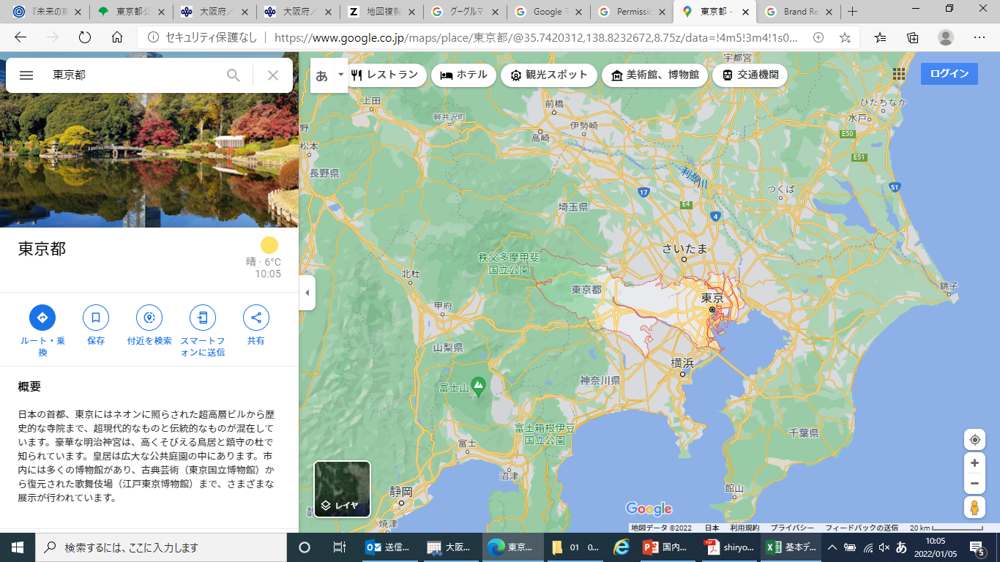 『未来の東
東京都公
大阪府／
大阪府／
地図複製
グーグルマ
Google マ
Permissio
東京都 -
Brand Re
セキュリティ保護なし
https://www.google.co.jp/maps/place/東京都/@35.7420312,138.8232672,8.75z/data=!4m5!3m4!1s0...
東京都
あ
レストラン
ホテル
観光スポット
美術館、博物館
交通機関
ログイン
東京都
晴・6°C
10:05
ルート・乗換
保存
付近を検索
スマートフォンに送信
共有
概要
日本の首都、東京にはネオンに照らされた超高層ビルから歴
史的な寺院まで、超現代的なものと伝統的なものが混在して
います。豪華な明治神宮は、高くそびえる鳥居と鎮守の杜で
知られています。皇居は広大な公共庭園の中にあります。市
内には多くの博物館があり、古典芸術（東京国立博物館）か
ら復元された歌舞伎場（江戸東京博物館）まで、さまざまな
展示が行われています。
宇都宮
上田
前橋
ひたちなか
軽井沢町
伊勢崎
水戸
高崎
E50
野
松本
E51
長野県
利根川
51
17
つくば
埼玉県
E4
4
さいたま
秩父多摩甲斐
国立公園
北杜
東京都
銚子
甲府
東京
山梨県
横浜
神奈川県
富士山
富士箱根伊豆
国立公園
千葉県
富士
沼津
館山
静岡
焼津
レイヤ
Google
地図データ ©2022
日本
利用規約
プライバシー
フィードバックの送信
20 km
検索するには、ここに入力します
送信...
大阪...
東京...
01 0...
国内...
shiryo...
基本デ...
あ
10:05
2022/01/05
5